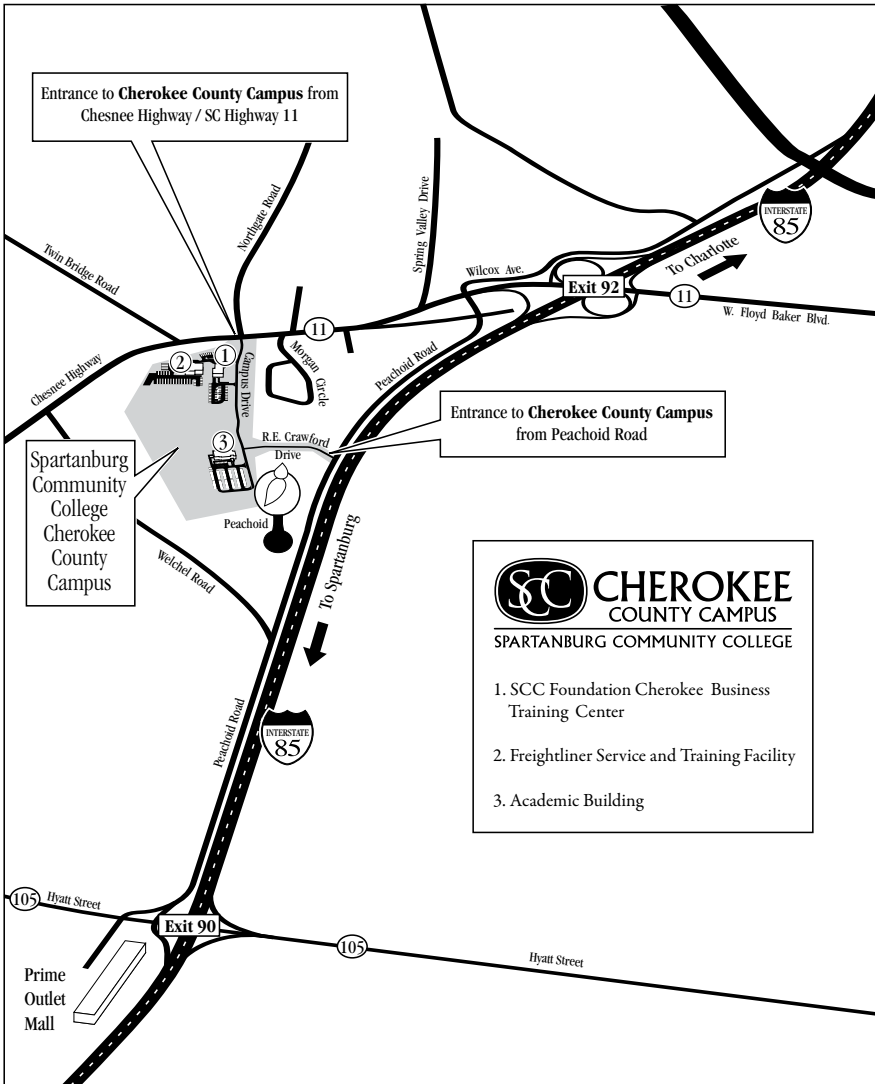 Entrance to Cherokee County Campus from
Chesnee Highway / SC Highway 11
Northgate Road
Spring Valley Drive
INTERSTATE
85
To Charlotte
Twin Bridge Road
Wilcox Ave.
Exit 92
11
W. Floyd Baker Blvd.
11
Chesnee Highway
2
1
Campus Drive
Morgan Circle
Peachoid Road
Entrance to Cherokee County Campus
from Peachoid Road
3
R.E. Crawford
Drive
Spartanburg
Community
College
Cherokee
County
Campus
Peachoid
Welchel Road
To Spartanburg
SCC
CHEROKEE
COUNTY CAMPUS
SPARTANBURG COMMUNITY COLLEGE
1. SCC Foundation Cherokee Business
Training Center
2. Freightliner Service and Training Facility
3. Academic Building
Peachoid Road
INTERSTATE
85
105
Hyatt Street
Exit 90
105
Hyatt Street
Prime
Outlet
Mall